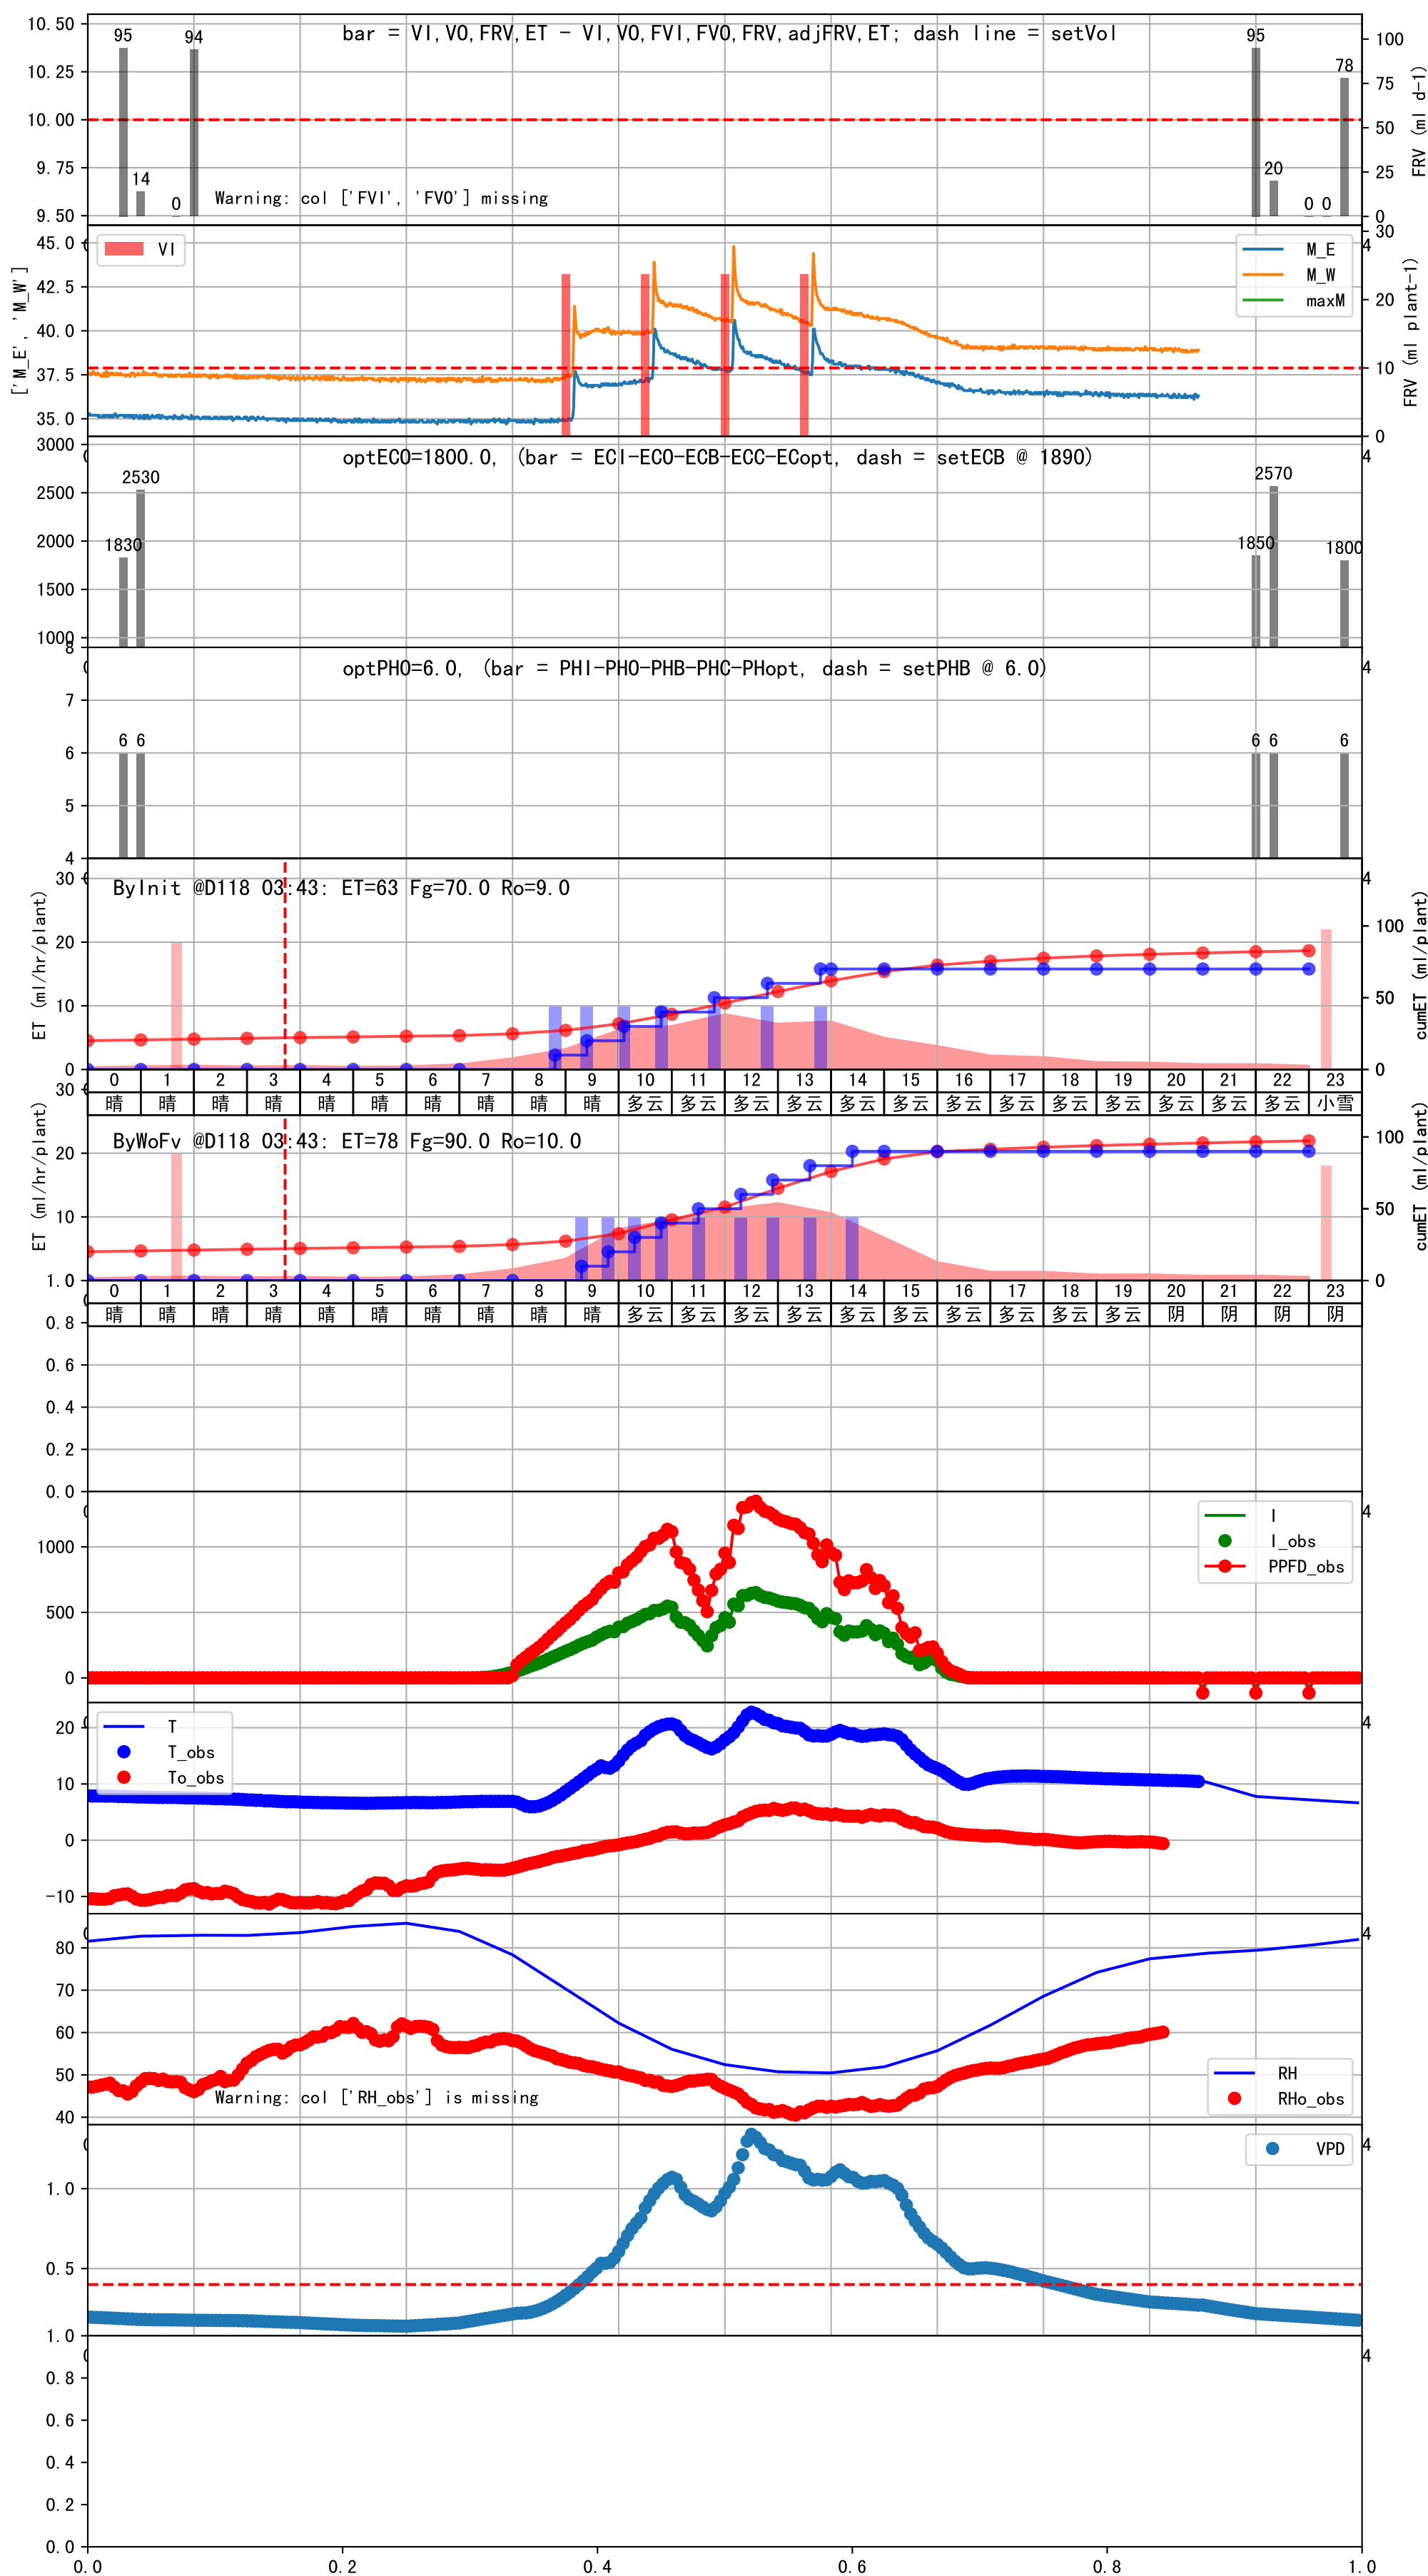 bar = VI,VO,FRV,ET - VI,VO,FVI,FVO,FRV,adjFRV,ET; dash line = setVol
10.50
10.25
10.00
9.75
9.50
95
14
0
94
95
20
0 0
78
Warning: col ['FVI', 'FVO'] missing
100
75
50
25
0
FRV (ml d-1)
['M_E', 'M_W']
45.0
42.5
40.0
37.5
35.0
VI
M_E
M_W
maxM
30
20
10
0
FRV (ml plant-1)
optECO=1800.0, (bar = ECI-ECO-ECB-ECC-ECopt, dash = setECB @ 1890)
3000
2500
2000
1500
1000
1830
2530
1850
2570
1800
optPHO=6.0, (bar = PHI-PHO-PHB-PHC-PHopt, dash = setPHB @ 6.0)
8
7
6
5
4
6 6
6 6
6
ByInit @D118 03:43: ET=63 Fg=70.0 Ro=9.0
ET (ml/hr/plant)
30
20
10
0
100
50
0
cumET (ml/plant)
0 1 2 3 4 5 6 7 8 9 10 11 12 13 14 15 16 17 18 19 20 21 22 23
晴 晴 晴 晴 晴 晴 晴 晴 晴 晴 多云 多云 多云 多云 多云 多云 多云 多云 多云 多云 多云 多云 多云 小雪
ByWoFv @D118 03:43: ET=78 Fg=90.0 Ro=10.0
ET (ml/hr/plant)
30
20
10
100
50
0
cumET (ml/plant)
0 1 2 3 4 5 6 7 8 9 10 11 12 13 14 15 16 17 18 19 20 21 22 23
晴 晴 晴 晴 晴 晴 晴 晴 晴 晴 多云 多云 多云 多云 多云 多云 多云 多云 多云 多云 阴 阴 阴 阴
1.0
0.8
0.6
0.4
0.2
0.0
1000
500
0
I
I_obs
PPFD_obs
20
10
0
-10
T
T_obs
To_obs
80
70
60
50
40
Warning: col ['RH_obs'] is missing
RH
RHo_obs
1.0
0.5
VPD
1.0
0.8
0.6
0.4
0.2
0.0
0.0 0.2 0.4 0.6 0.8 1.0